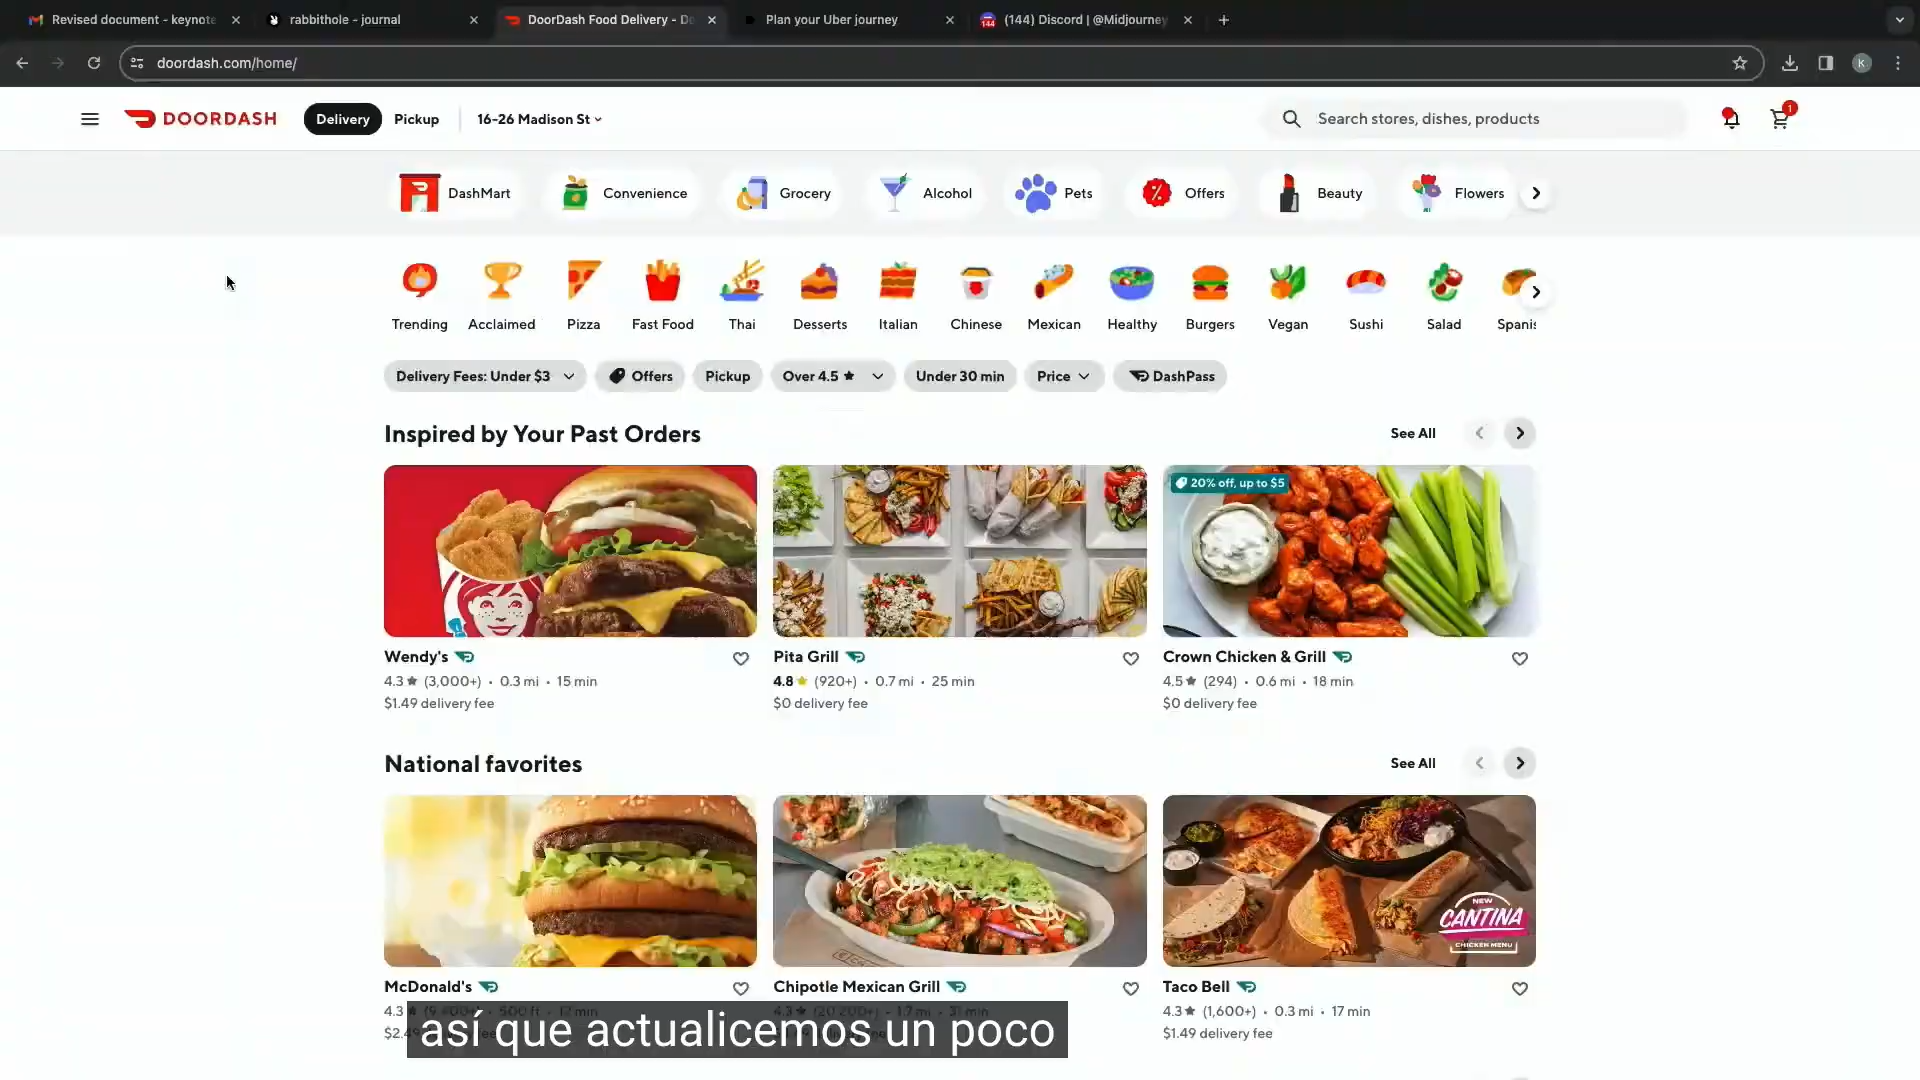 Revised document - keynote
rabbithole - journal
DoorDash Food Delivery - De
Plan your Uber journey
144
(144) Discord | @Midjourney
doordash.com/home/
K
DOORDASH
Delivery
Pickup
16-26 Madison St
Search stores, dishes, products
1
DashMart
Convenience
Grocery
Alcohol
Pets
Offers
Beauty
Flowers
Trending
Acclaimed
Pizza
Fast Food
Thai
Desserts
Italian
Chinese
Mexican
Healthy
Burgers
Vegan
Sushi
Salad
Spanis
Delivery Fees: Under $3
Offers
Pickup
Over 4.5 ★
Under 30 min
Price
DashPass
Inspired by Your Past Orders
See All
20% off, up to $5
Wendy's
4.3 ★ (3,000+) • 0.3 mi • 15 min
$1.49 delivery fee
Pita Grill
4.8 ★ (920+) • 0.7 mi • 25 min
$0 delivery fee
Crown Chicken & Grill
4.5 ★ (294) • 0.6 mi • 18 min
$0 delivery fee
National favorites
See All
NEW
CANTINA
CHICKEN MENU
McDonald's
4.3
Chipotle Mexican Grill
Taco Bell
4.3 ★ (1,600+) • 0.3 mi • 17 min
$1.49 delivery fee
así que actualicemos un poco